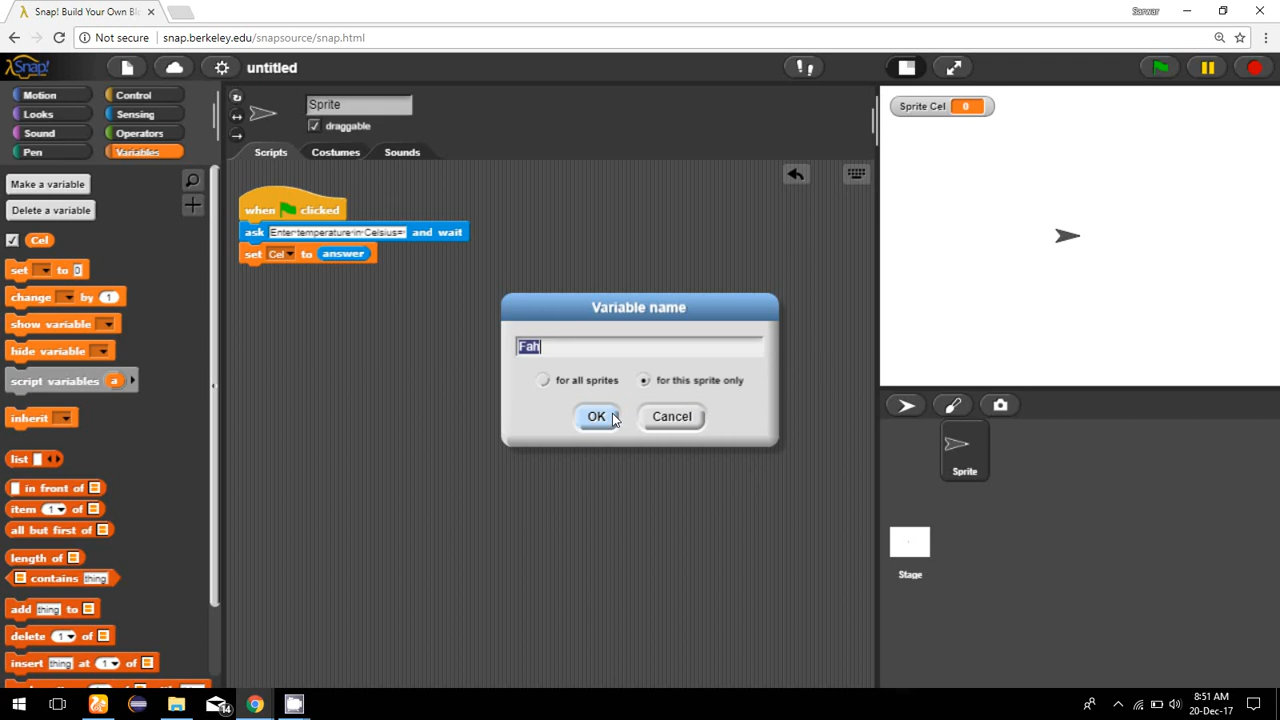 Snap! Build Your Own Bl
Sarwar
Not secure
snap.berkeley.edu/snapsource/snap.html
Snap!
untitled
Motion
Control
Looks
Sensing
Sound
Operators
Pen
Variables
Sprite
draggable
Scripts
Costumes
Sounds
Sprite Cel 0
Make a variable
Delete a variable
Cel
set to 0
change by 1
show variable
hide variable
script variables a
inherit
list
in front of
item 1 of
all but first of
length of
contains thing
add thing to
delete 1 of
insert thing at 1 of
when clicked
ask Enter temperature in Celsius= and wait
set Cel to answer
Variable name
Fah
for all sprites
for this sprite only
OK
Cancel
Sprite
Stage
14
8:51 AM
20-Dec-17